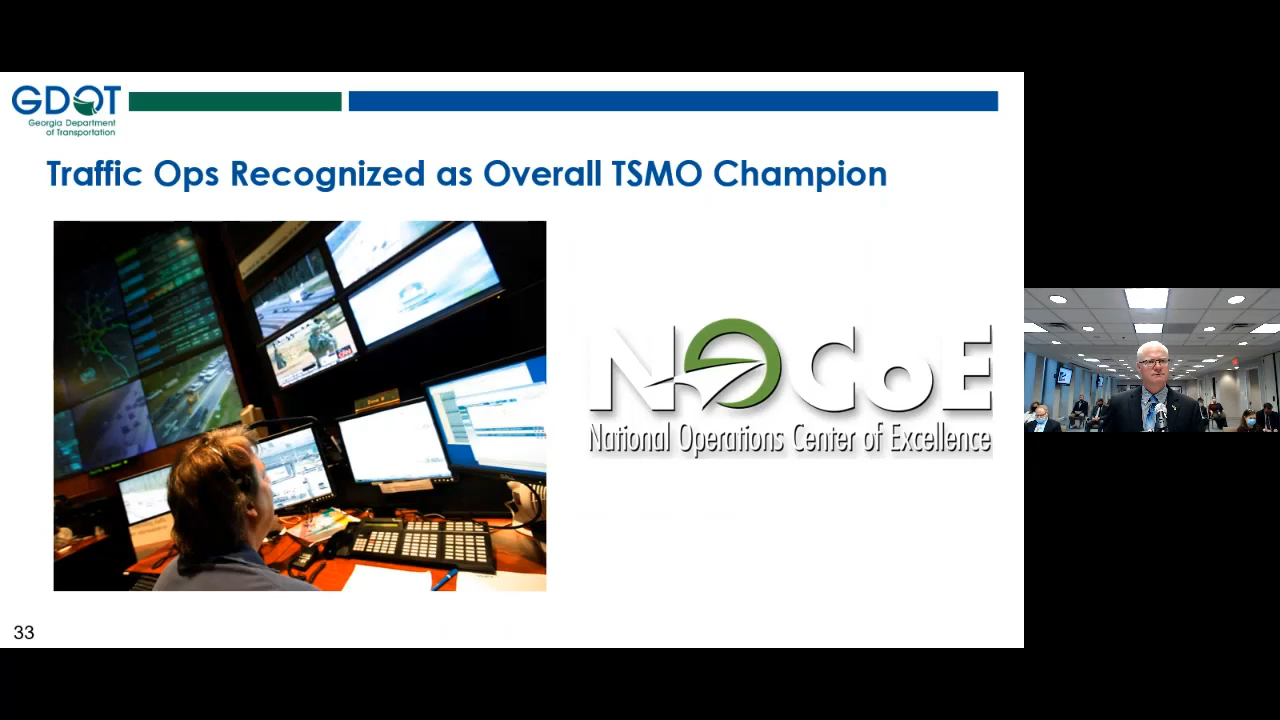 GDOT
Georgia Department
of Transportation
Traffic Ops Recognized as Overall TSMO Champion
NOCoE
National Operations Center of Excellence
33